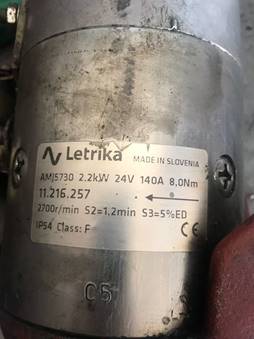 Letrika MADE IN SLOVENIA
AMJ5730 2.2kW 24V 140A 8,0Nm
11.216.257
2700r/min S2=1,2min S3=5%ED
IP54 Class: F CE
C5